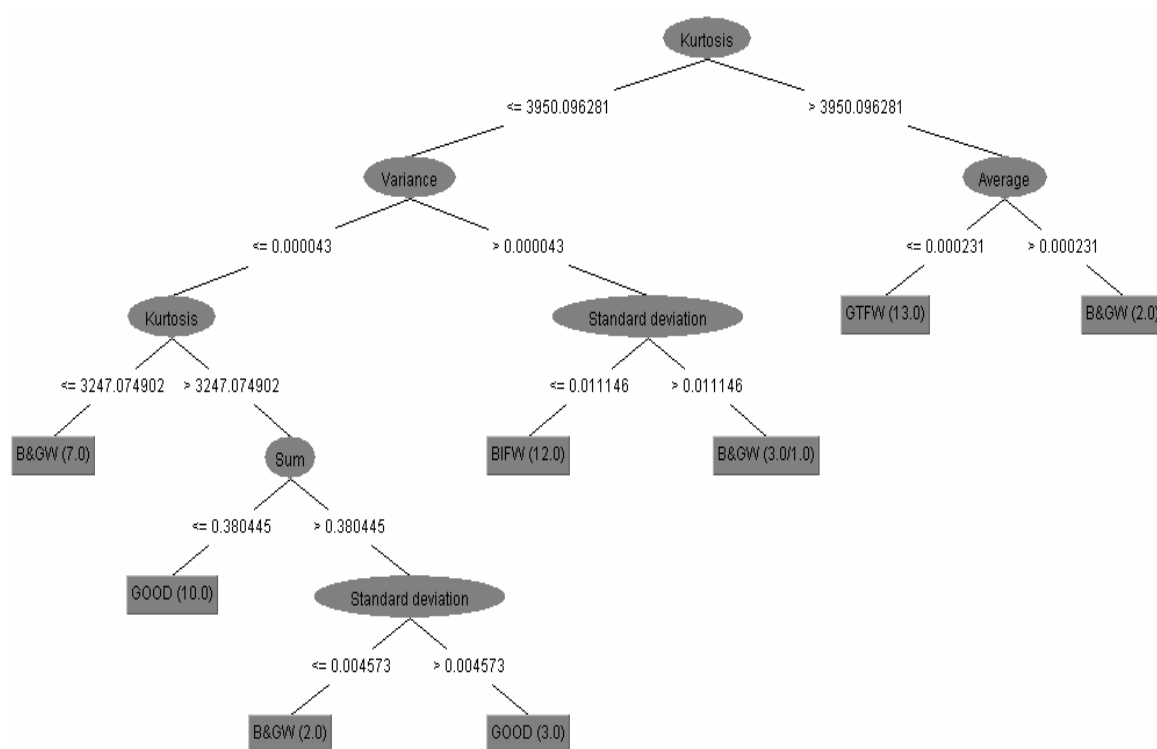 Kurtosis
<= 3950.096281
> 3950.096281
Variance
Average
<= 0.000043
> 0.000043
<= 0.000231
> 0.000231
Kurtosis
Standard deviation
GTFW (13.0)
B&GW (2.0)
<= 3247.074902
> 3247.074902
<= 0.011146
> 0.011146
B&GW (7.0)
Sum
BIFW (12.0)
B&GW (3.0/1.0)
<= 0.380445
> 0.380445
GOOD (10.0)
Standard deviation
<= 0.004573
> 0.004573
B&GW (2.0)
GOOD (3.0)